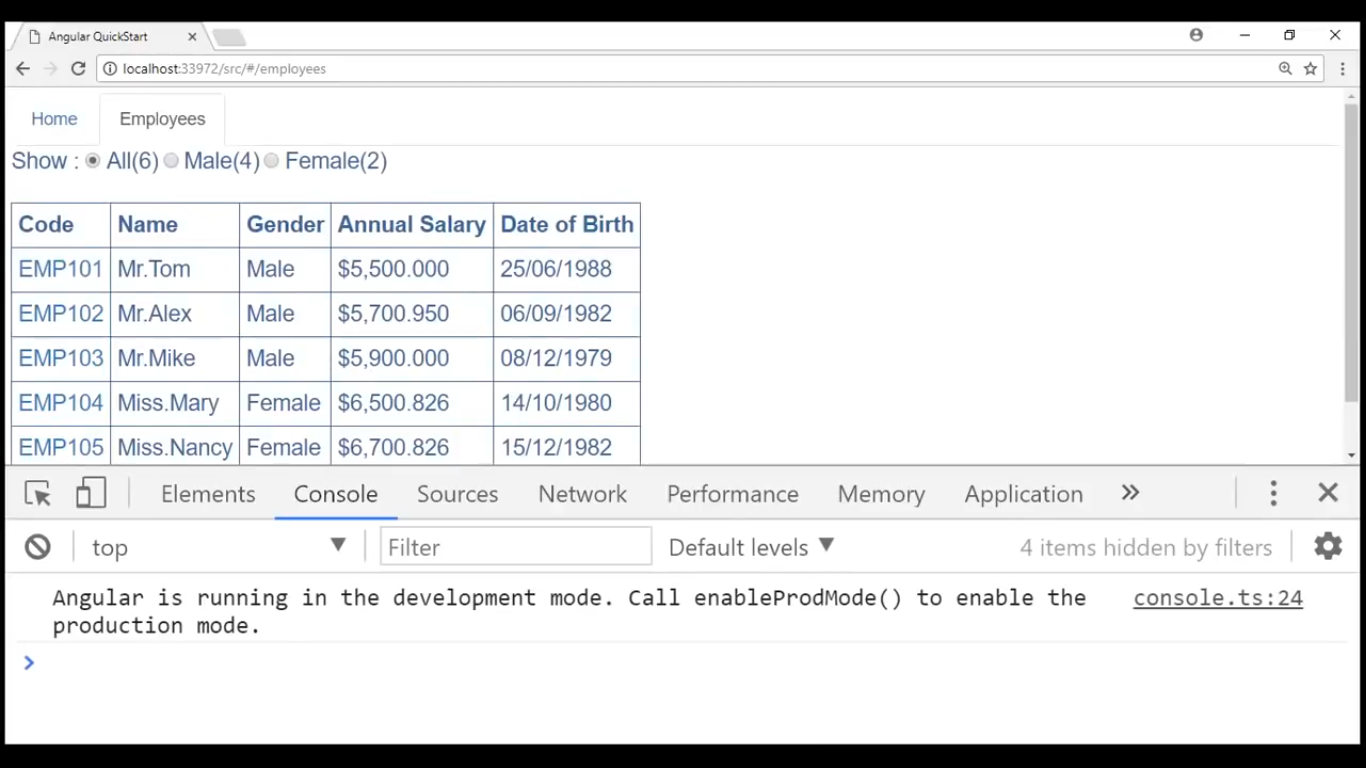 Angular QuickStart
localhost:33972/src/#/employees
Home Employees
Show : All(6) Male(4) Female(2)
Code Name Gender Annual Salary Date of Birth
EMP101 Mr.Tom Male $5,500.000 25/06/1988
EMP102 Mr.Alex Male $5,700.950 06/09/1982
EMP103 Mr.Mike Male $5,900.000 08/12/1979
EMP104 Miss.Mary Female $6,500.826 14/10/1980
EMP105 Miss.Nancy Female $6,700.826 15/12/1982
Elements Console Sources Network Performance Memory Application
top Filter Default levels 4 items hidden by filters
Angular is running in the development mode. Call enableProdMode() to enable the console.ts:24
production mode.